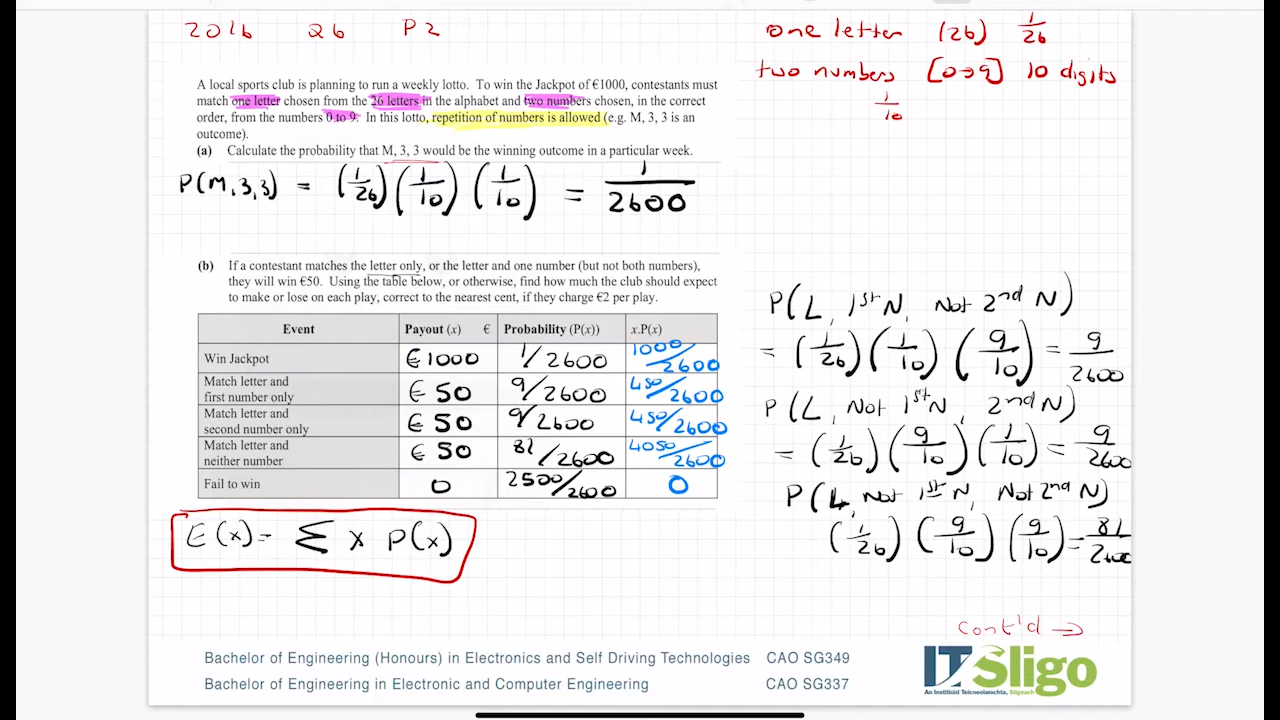 2016 Q6 P2
A local sports club is planning to run a weekly lotto. To win the Jackpot of €1000, contestants must
match one letter chosen from the 26 letters in the alphabet and two numbers chosen, in the correct
order, from the numbers 0 to 9. In this lotto, repetition of numbers is allowed (e.g. M, 3, 3 is an
outcome).
(a) Calculate the probability that M, 3, 3 would be the winning outcome in a particular week.
P(M,3,3) = (1/26)(1/10)(1/10) = 1/2600
(b) If a contestant matches the letter only, or the letter and one number (but not both numbers),
they will win €50. Using the table below, or otherwise, find how much the club should expect
to make or lose on each play, correct to the nearest cent, if they charge €2 per play.
Event Payout (x) € Probability (P(x)) x.P(x)
Win Jackpot €1000 1/2600 1000/2600
Match letter and
first number only €50 9/2600 450/2600
Match letter and
second number only €50 9/2600 450/2600
Match letter and
neither number €50 81/2600 4050/2600
Fail to win 0 2500/2600 0
E(x) = Σ x P(x)
one letter (26) 1/26
two numbers [0→9] 10 digits
1/10
P(L, 1st N, Not 2nd N)
= (1/26)(1/10)(9/10) = 9/2600
P(L, Not 1st N, 2nd N)
= (1/26)(9/10)(1/10) = 9/2600
P(L, Not 1st N, Not 2nd N)
(1/26)(9/10)(9/10) = 81/2600
Cont'd →
Bachelor of Engineering (Honours) in Electronics and Self Driving Technologies CAO SG349
Bachelor of Engineering in Electronic and Computer Engineering CAO SG337
IT Sligo
An Institiúid Teicneolaíochta, Sligeach